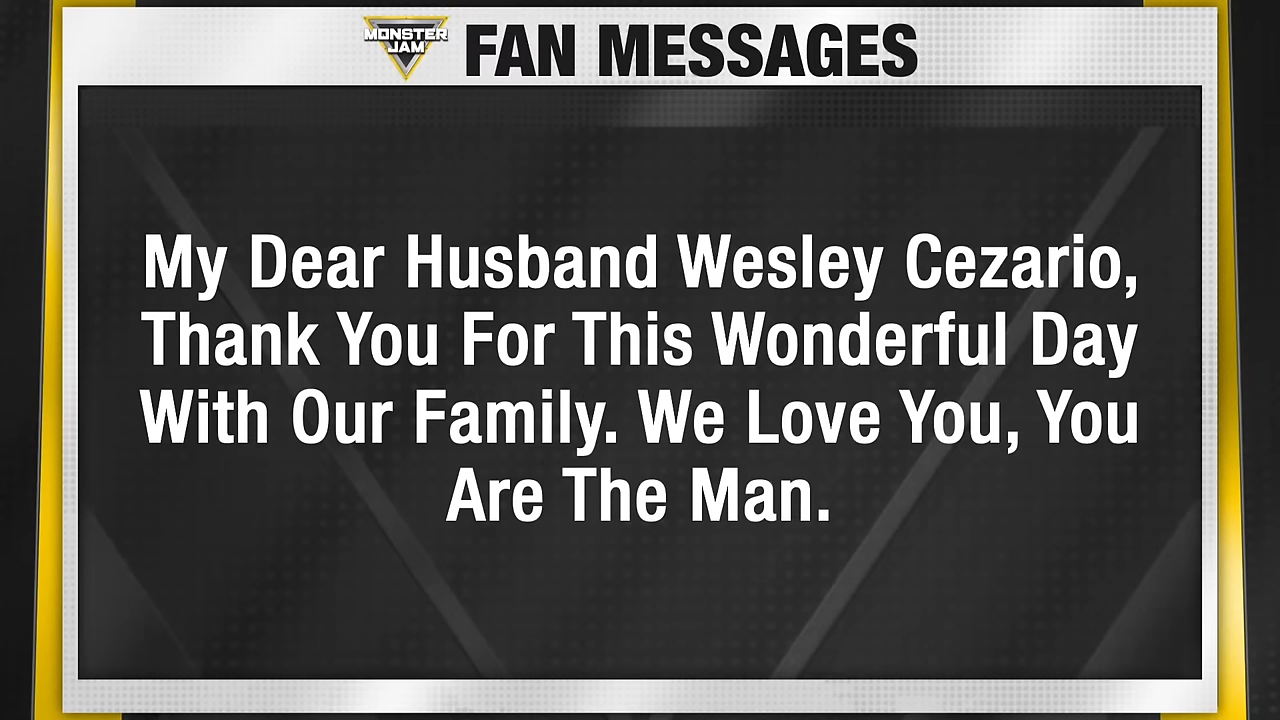 MONSTER
JAM
FAN MESSAGES
My Dear Husband Wesley Cezario,
Thank You For This Wonderful Day
With Our Family. We Love You, You
Are The Man.